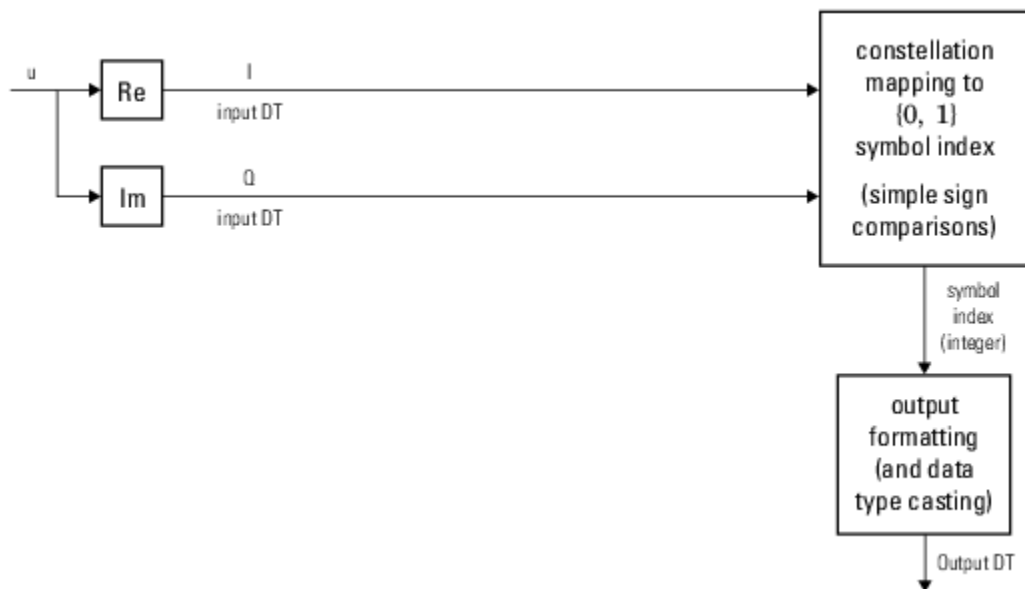 u
Re
I
input DT
Im
Q
input DT
constellation
mapping to
{0, 1}
symbol index
(simple sign
comparisons)
symbol
index
(integer)
output
formatting
(and data
type casting)
Output DT